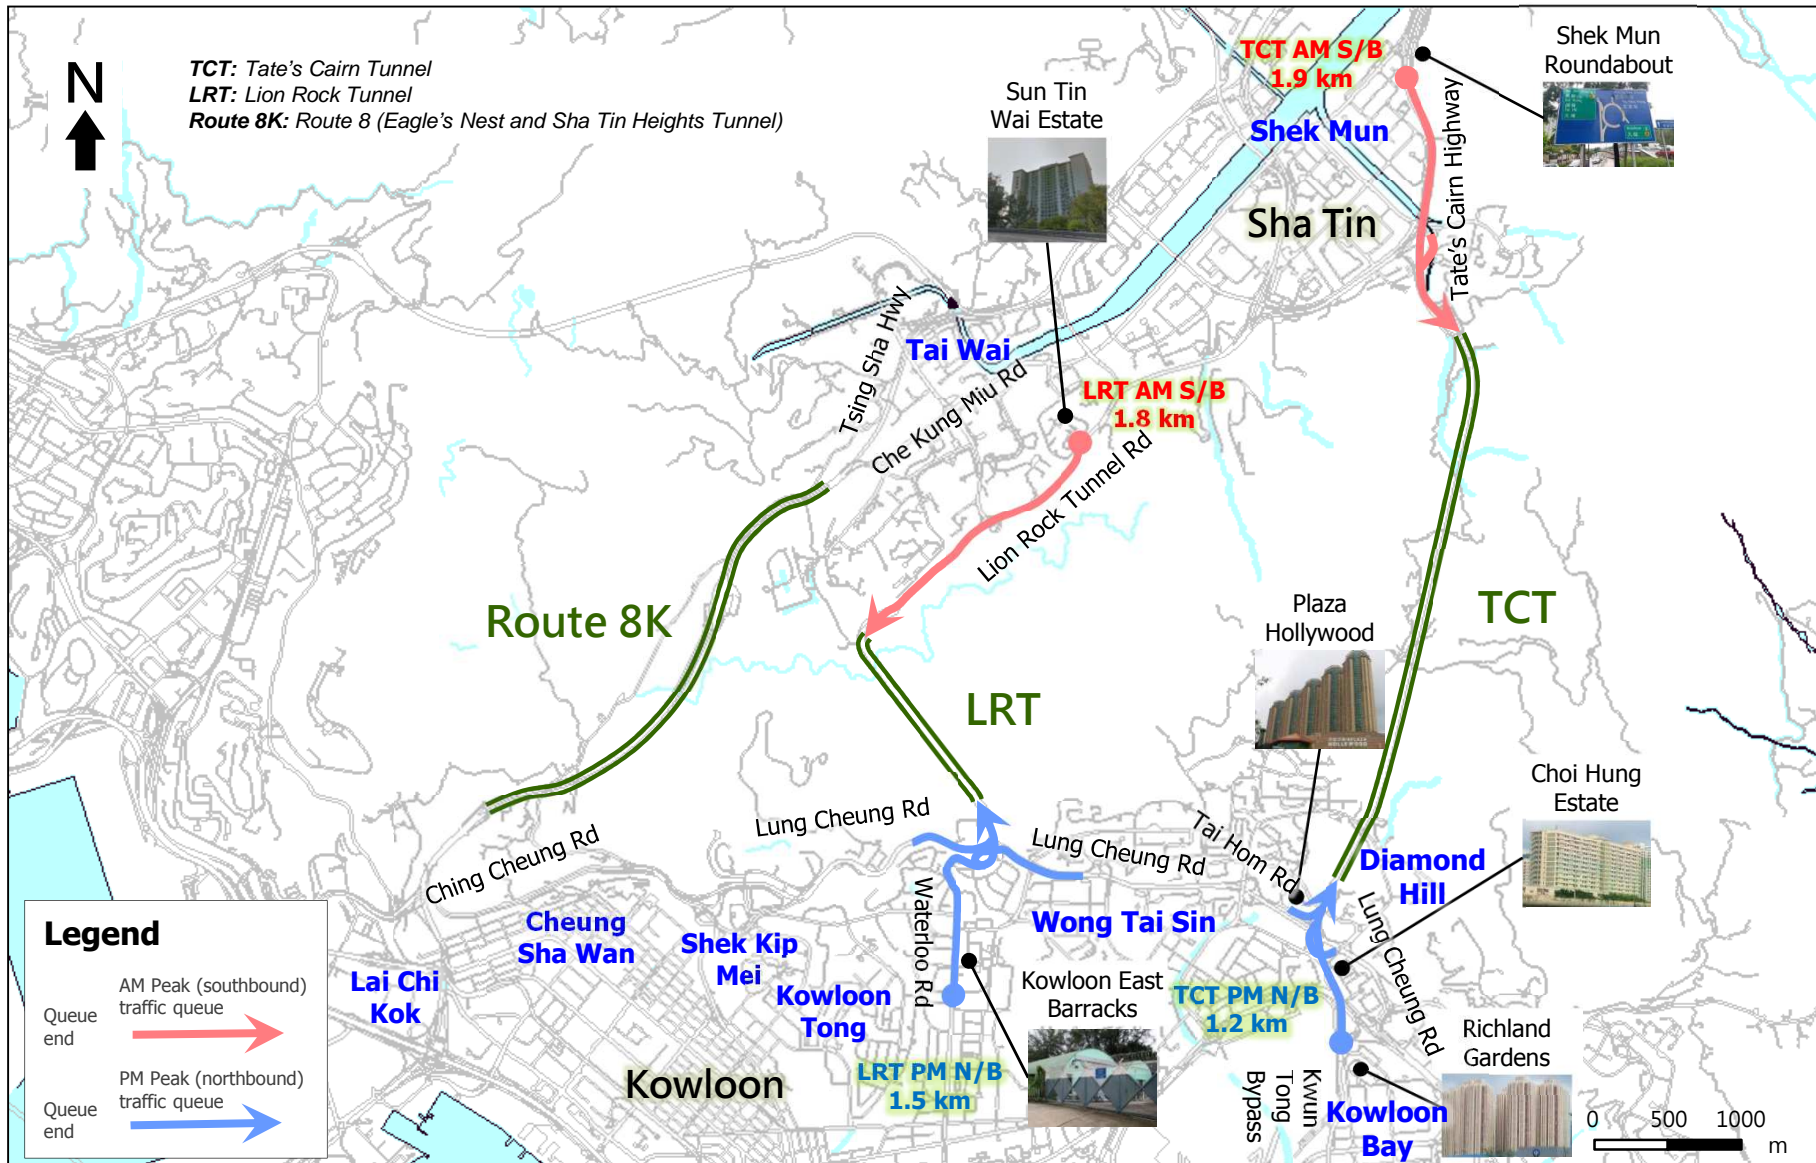 N
TCT: Tate's Cairn Tunnel
LRT: Lion Rock Tunnel
Route 8K: Route 8 (Eagle's Nest and Sha Tin Heights Tunnel)
TCT AM S/B
1.9 km
Shek Mun
Roundabout
Sun Tin
Wai Estate
Shek Mun
Tate's Cairn Highway
Sha Tin
Tsing Sha Hwy
Tai Wai
Che Kung Miu Rd
LRT AM S/B
1.8 km
Lion Rock Tunnel Rd
Route 8K
LRT
TCT
Plaza
Hollywood
Choi Hung
Estate
Lung Cheung Rd
Lung Cheung Rd
Tai Hom Rd
Ching Cheung Rd
Diamond
Hill
Lung Cheung Rd
Waterloo Rd
Wong Tai Sin
Cheung
Sha Wan
Shek Kip
Mei
Lai Chi
Kok
Kowloon
Tong
Kowloon East
Barracks
TCT PM N/B
1.2 km
Richland
Gardens
LRT PM N/B
1.5 km
Kowloon
Kwun
Tong
Bypass
Kowloon
Bay
Legend
AM Peak (southbound)
traffic queue
Queue
end
PM Peak (northbound)
traffic queue
Queue
end
0 500 1000
m